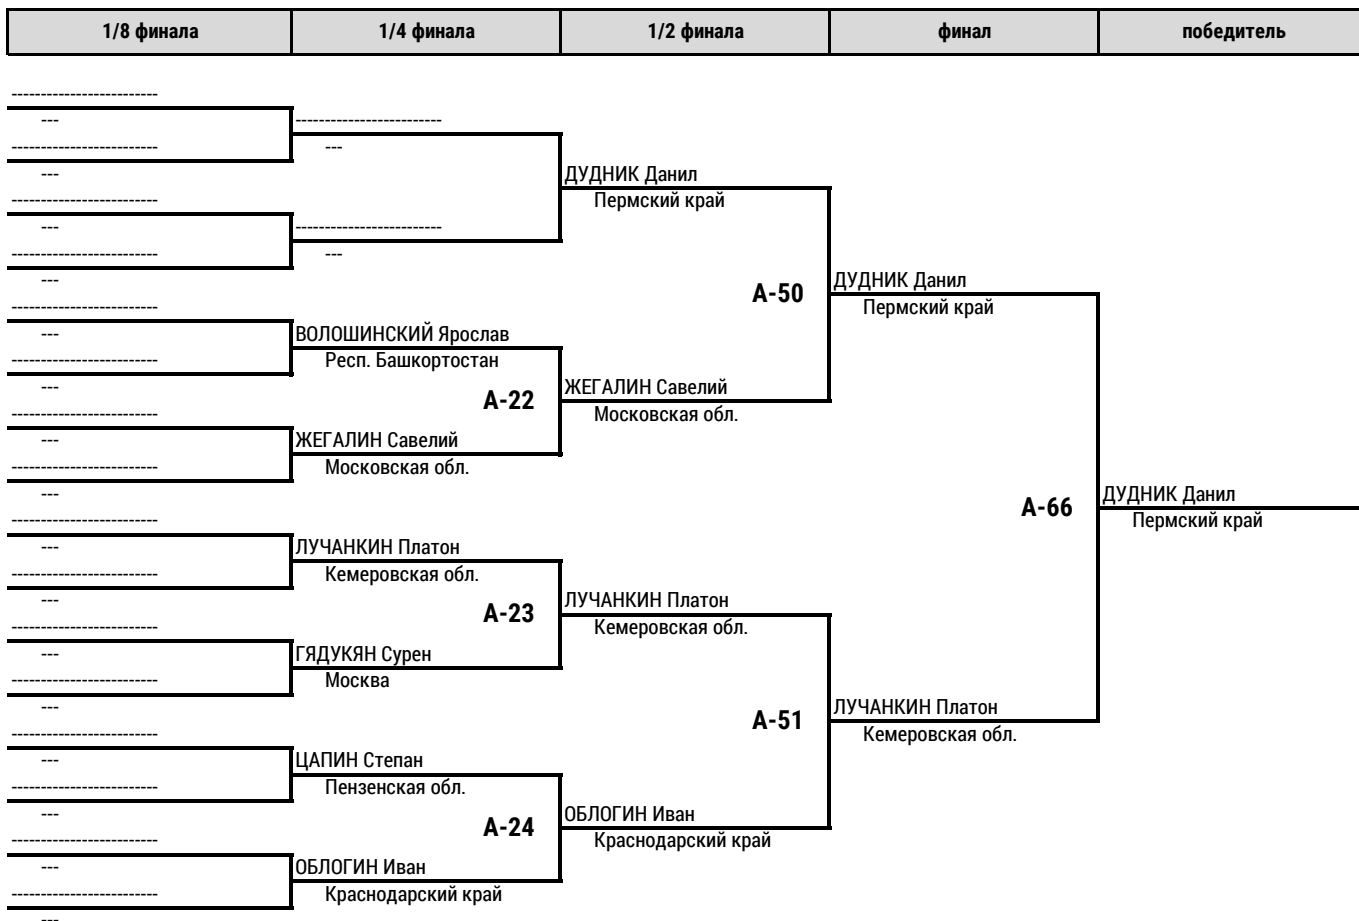 1/8 финала 1/4 финала 1/2 финала финал победитель
-------------------------
---
-------------------------
---
-------------------------
---
-------------------------
---
-------------------------
---
-------------------------
---
-------------------------
---
-------------------------
---
-------------------------
---
-------------------------
---
-------------------------
---
-------------------------
---
-------------------------
---
-------------------------
---
-------------------------
---
-------------------------
---
-------------------------
---
-------------------------
---
ВОЛОШИНСКИЙ Ярослав
Респ. Башкортостан
A-22
ЖЕГАЛИН Савелий
Московская обл.
ЛУЧАНКИН Платон
Кемеровская обл.
A-23
ГЯДУКЯН Сурен
Москва
ЦАПИН Степан
Пензенская обл.
A-24
ОБЛОГИН Иван
Краснодарский край
ДУДНИК Данил
Пермский край
A-50
ЖЕГАЛИН Савелий
Московская обл.
ЛУЧАНКИН Платон
Кемеровская обл.
A-51
ОБЛОГИН Иван
Краснодарский край
ДУДНИК Данил
Пермский край
A-66
ЛУЧАНКИН Платон
Кемеровская обл.
ДУДНИК Данил
Пермский край